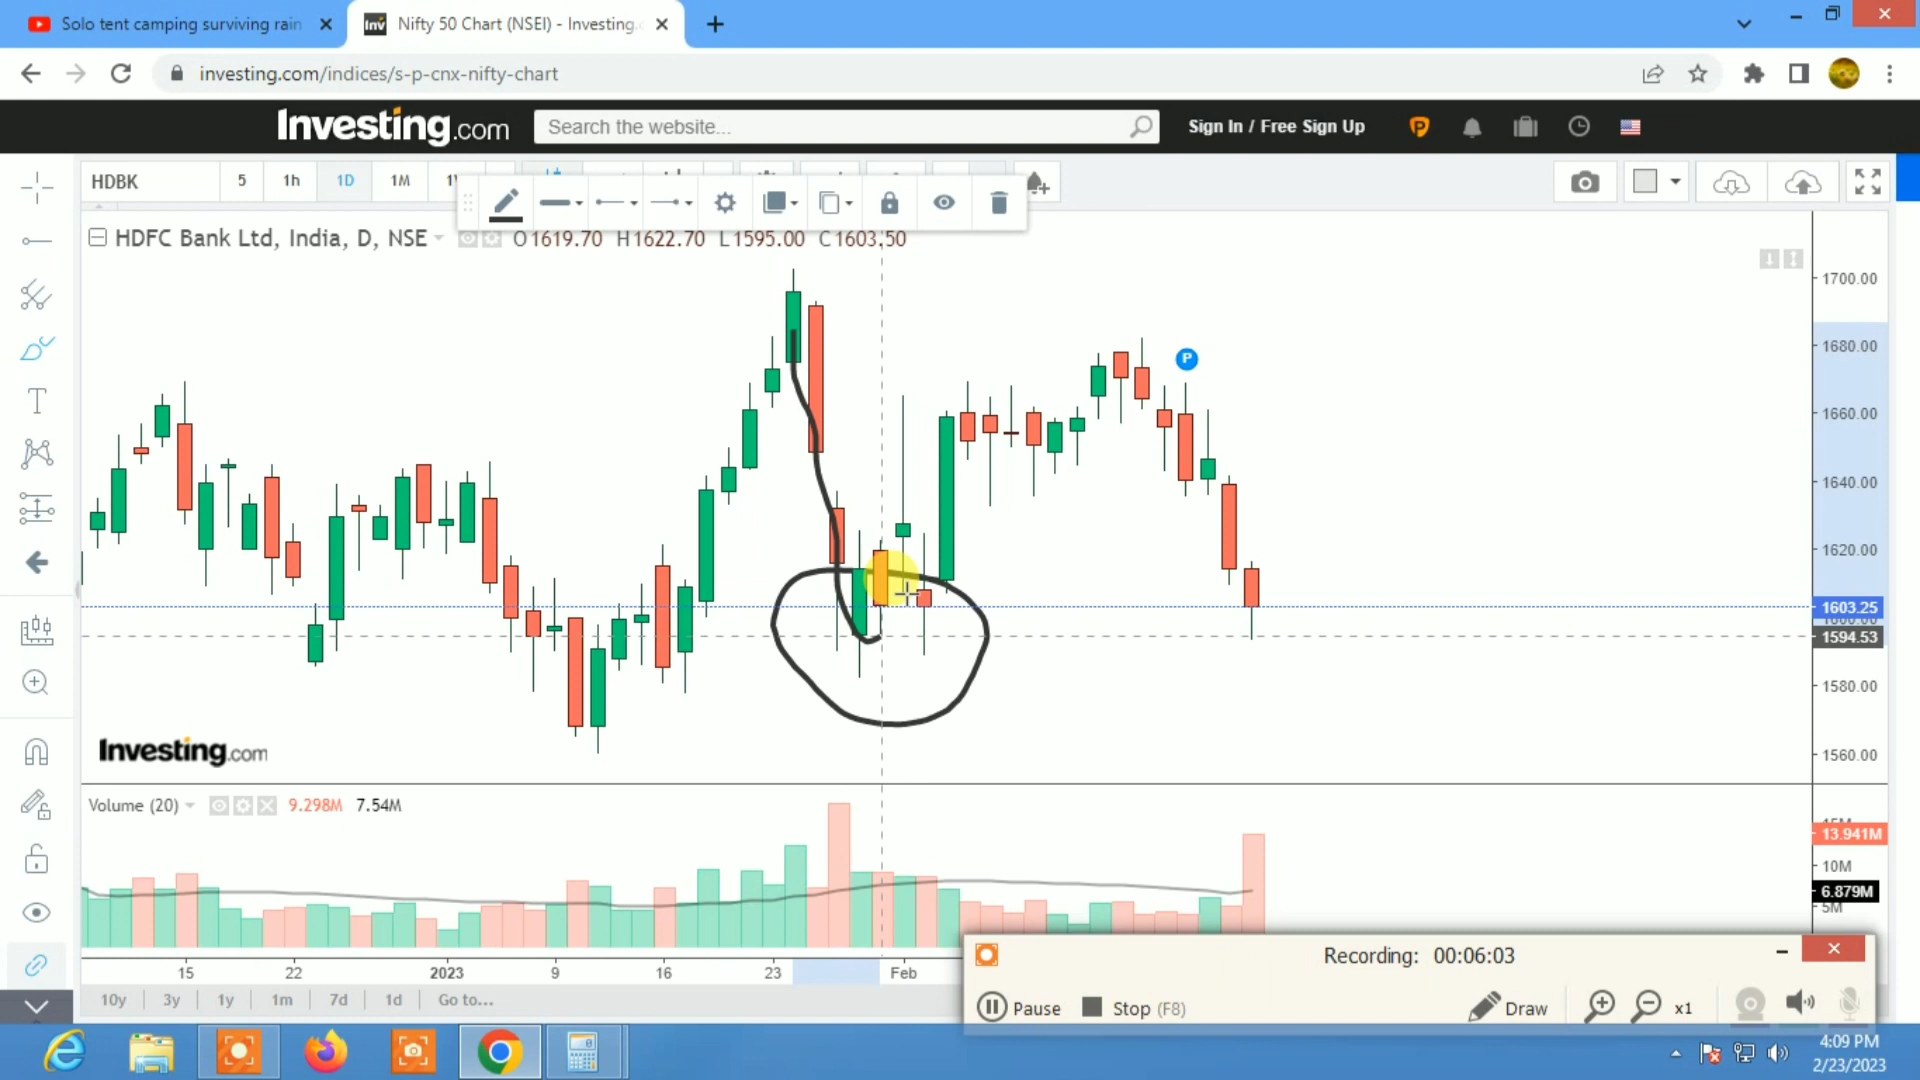 Solo tent camping surviving rain
Nifty 50 Chart (NSEI) - Investing.
investing.com/indices/s-p-cnx-nifty-chart
Investing.com
Search the website...
Sign In / Free Sign Up
P
HDBK
5
1h
1D
1M
HDFC Bank Ltd, India, D, NSE
O1619.70 H1622.70 L1595.00 C1603.50
1700.00
1680.00
P
1660.00
1640.00
1620.00
1603.25
1594.53
1580.00
1560.00
Investing.com
Volume (20)
9.298M 7.54M
13.941M
10M
6.879M
5M
15
22
2023
9
16
23
Feb
10y
3y
1y
1m
7d
1d
Go to...
Recording: 00:06:03
Pause
Stop (F8)
Draw
x1
4:09 PM
2/23/2023